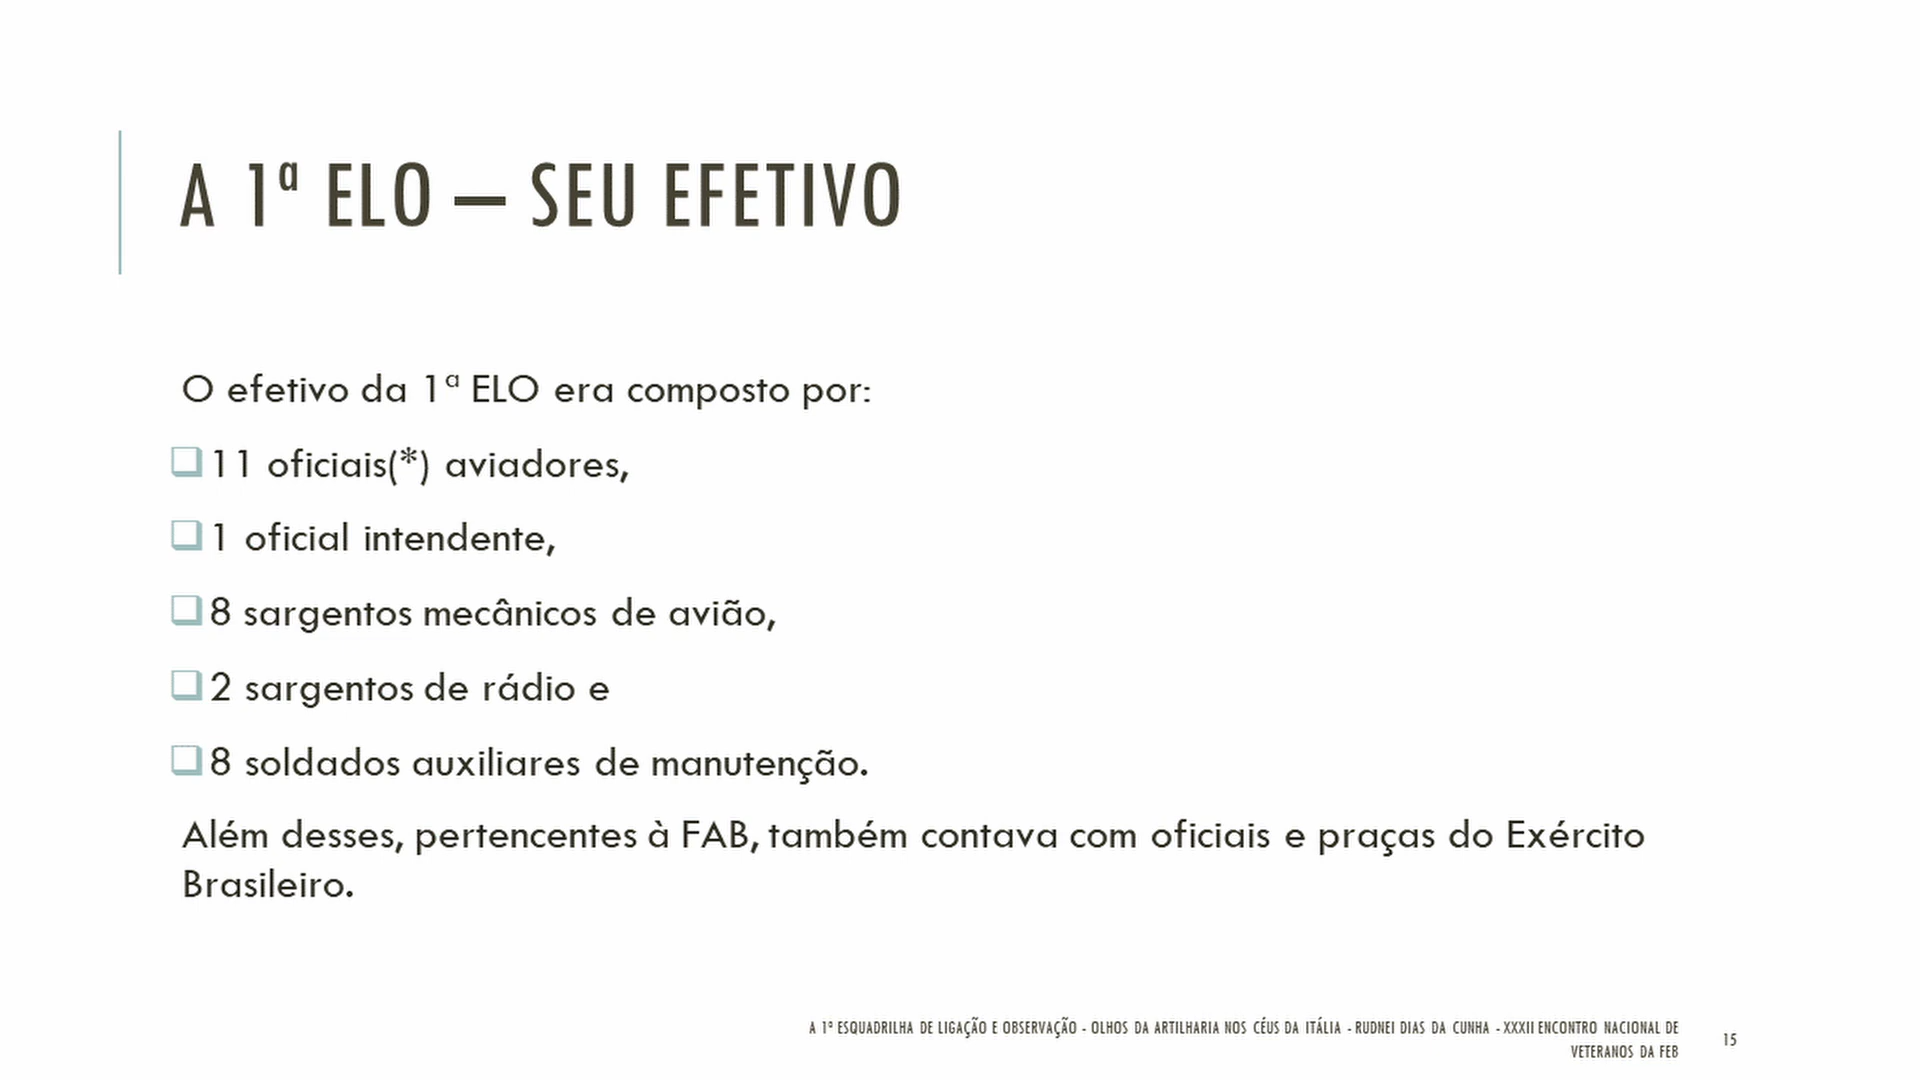 A 1ª ELO – SEU EFETIVO
O efetivo da 1ª ELO era composto por:
11 oficiais(*) aviadores,
1 oficial intendente,
8 sargentos mecânicos de avião,
2 sargentos de rádio e
8 soldados auxiliares de manutenção.
Além desses, pertencentes à FAB, também contava com oficiais e praças do Exército
Brasileiro.
A 1ª ESQUADRILHA DE LIGAÇÃO E OBSERVAÇÃO - OLHOS DA ARTILHARIA NOS CÉUS DA ITÁLIA - RUDNEI DIAS DA CUNHA - XXXII ENCONTRO NACIONAL DE
VETERANOS DA FEB
15